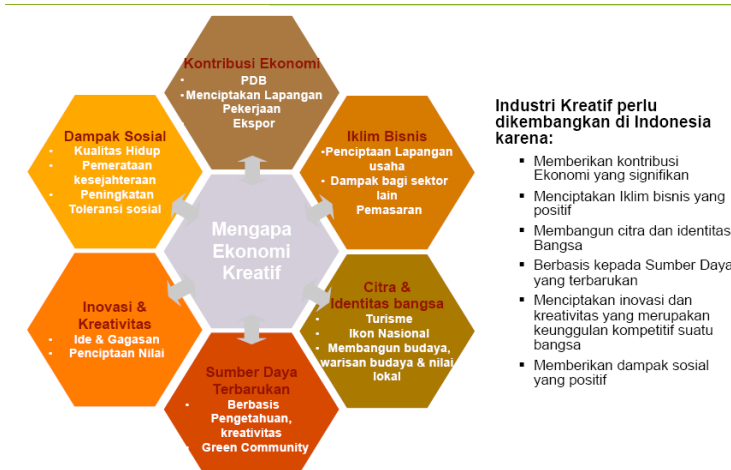 Kontribusi Ekonomi
• PDB
• Menciptakan Lapangan
Pekerjaan
Ekspor
Dampak Sosial
• Kualitas Hidup
• Pemerataan
kesejahteraan
• Peningkatan
Toleransi sosial
Iklim Bisnis
•Penciptaan Lapangan
usaha
• Dampak bagi sektor
lain
Pemasaran
Mengapa
Ekonomi
Kreatif
Inovasi &
Kreativitas
• Ide & Gagasan
• Penciptaan Nilai
Citra &
Identitas bangsa
• Turisme
• Ikon Nasional
• Membangun budaya,
warisan budaya & nilai
lokal
Sumber Daya
Terbarukan
• Berbasis
Pengetahuan,
kreativitas
• Green Community
Industri Kreatif perlu
dikembangkan di Indonesia
karena:
▪ Memberikan kontribusi
Ekonomi yang signifikan
▪ Menciptakan Iklim bisnis yang
positif
▪ Membangun citra dan identitas
Bangsa
▪ Berbasis kepada Sumber Daya
yang terbarukan
▪ Menciptakan inovasi dan
kreativitas yang merupakan
keunggulan kompetitif suatu
bangsa
▪ Memberikan dampak sosial
yang positif